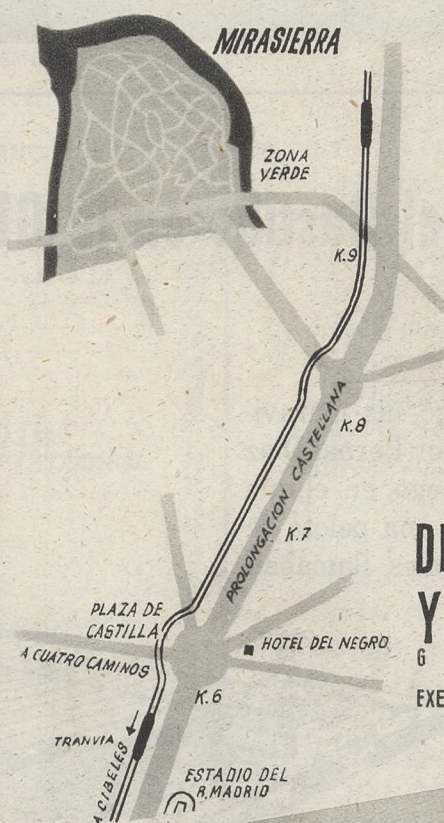 MIRASIERRA
ZONA
VERDE
K.9
K.8
PROLONGACION CASTELLANA
K.7
PLAZA DE
CASTILLA
HOTEL DEL NEGRO
A CUATRO CAMINOS
K.6
TRANVIA
A CIBELES
ESTADIO DEL
R.MADRID
Y
G
EXE